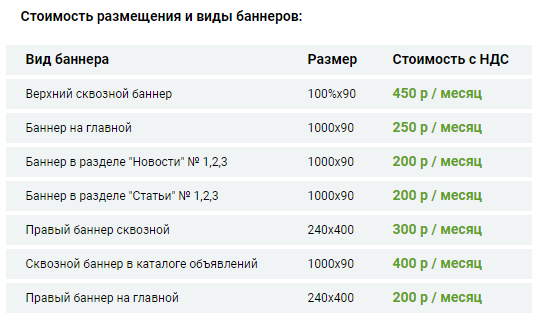 Стоимость размещения и виды баннеров:
Вид баннера Размер Стоимость с НДС
Верхний сквозной баннер 100%x90 450 р / месяц
Баннер на главной 1000x90 250 р / месяц
Баннер в разделе "Новости" № 1,2,3 1000x90 200 р / месяц
Баннер в разделе "Статьи" № 1,2,3 1000x90 200 р / месяц
Правый баннер сквозной 240x400 300 р / месяц
Сквозной баннер в каталоге объявлений 1000x90 400 р / месяц
Правый баннер на главной 240x400 200 р / месяц